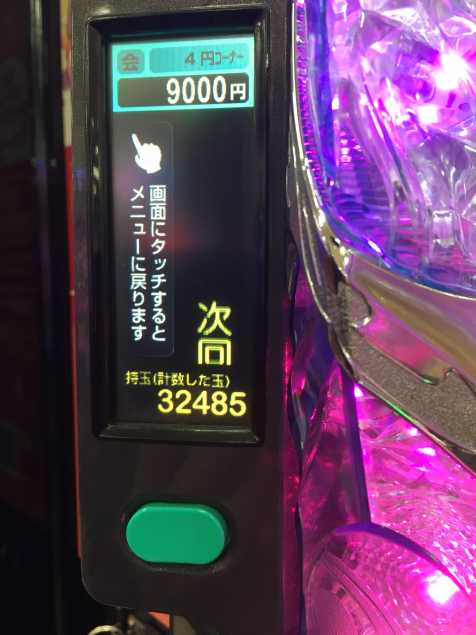 会 4円コーナー
9000円
画面にタッチすると
メニューに戻ります
次回
持玉(計数した玉)
32485